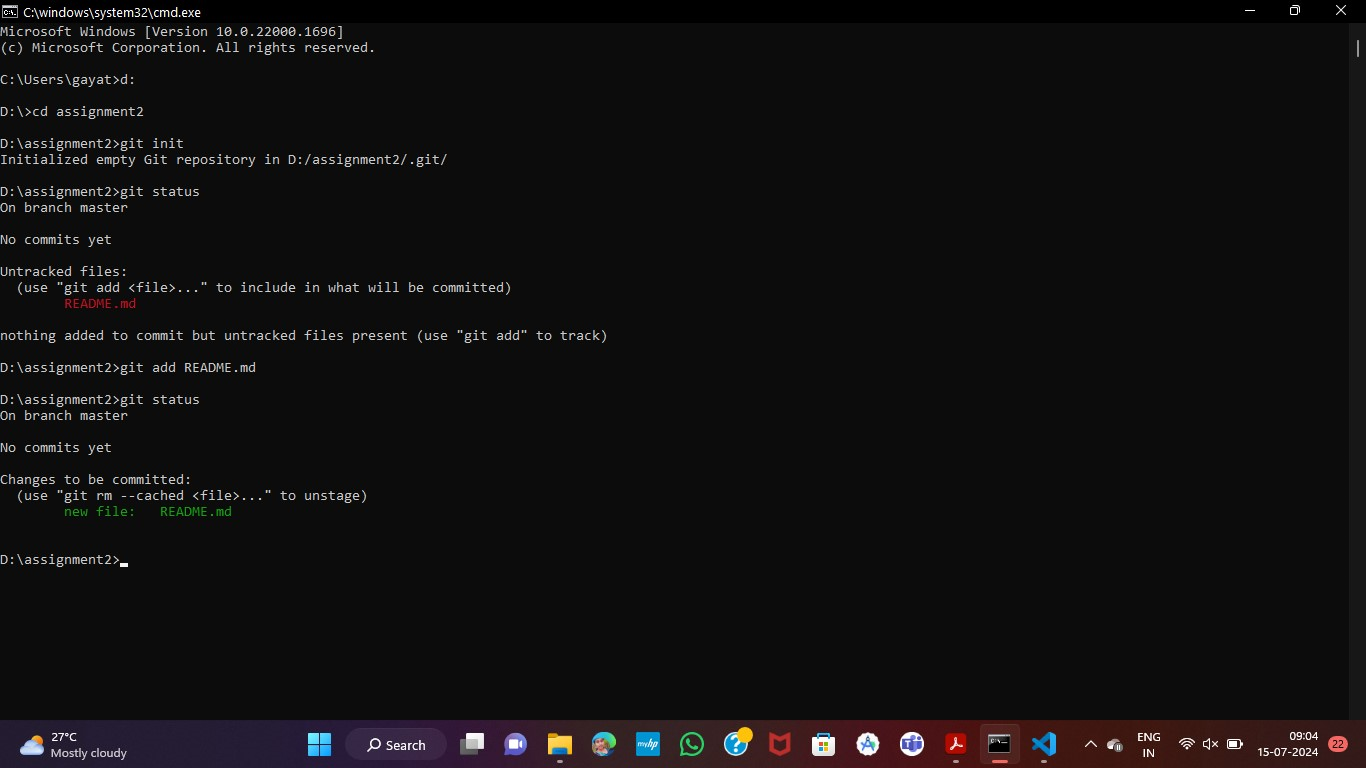 C:\windows\system32\cmd.exe
Microsoft Windows [Version 10.0.22000.1696]
(c) Microsoft Corporation. All rights reserved.
C:\Users\gayat>d:
D:\>cd assignment2
D:\assignment2>git init
Initialized empty Git repository in D:/assignment2/.git/
D:\assignment2>git status
On branch master
No commits yet
Untracked files:
  (use "git add <file>..." to include in what will be committed)
        README.md
nothing added to commit but untracked files present (use "git add" to track)
D:\assignment2>git add README.md
D:\assignment2>git status
On branch master
No commits yet
Changes to be committed:
  (use "git rm --cached <file>..." to unstage)
        new file:   README.md
D:\assignment2>
27°C
Mostly cloudy
Search
myhp
ENG
IN
09:04
15-07-2024
22